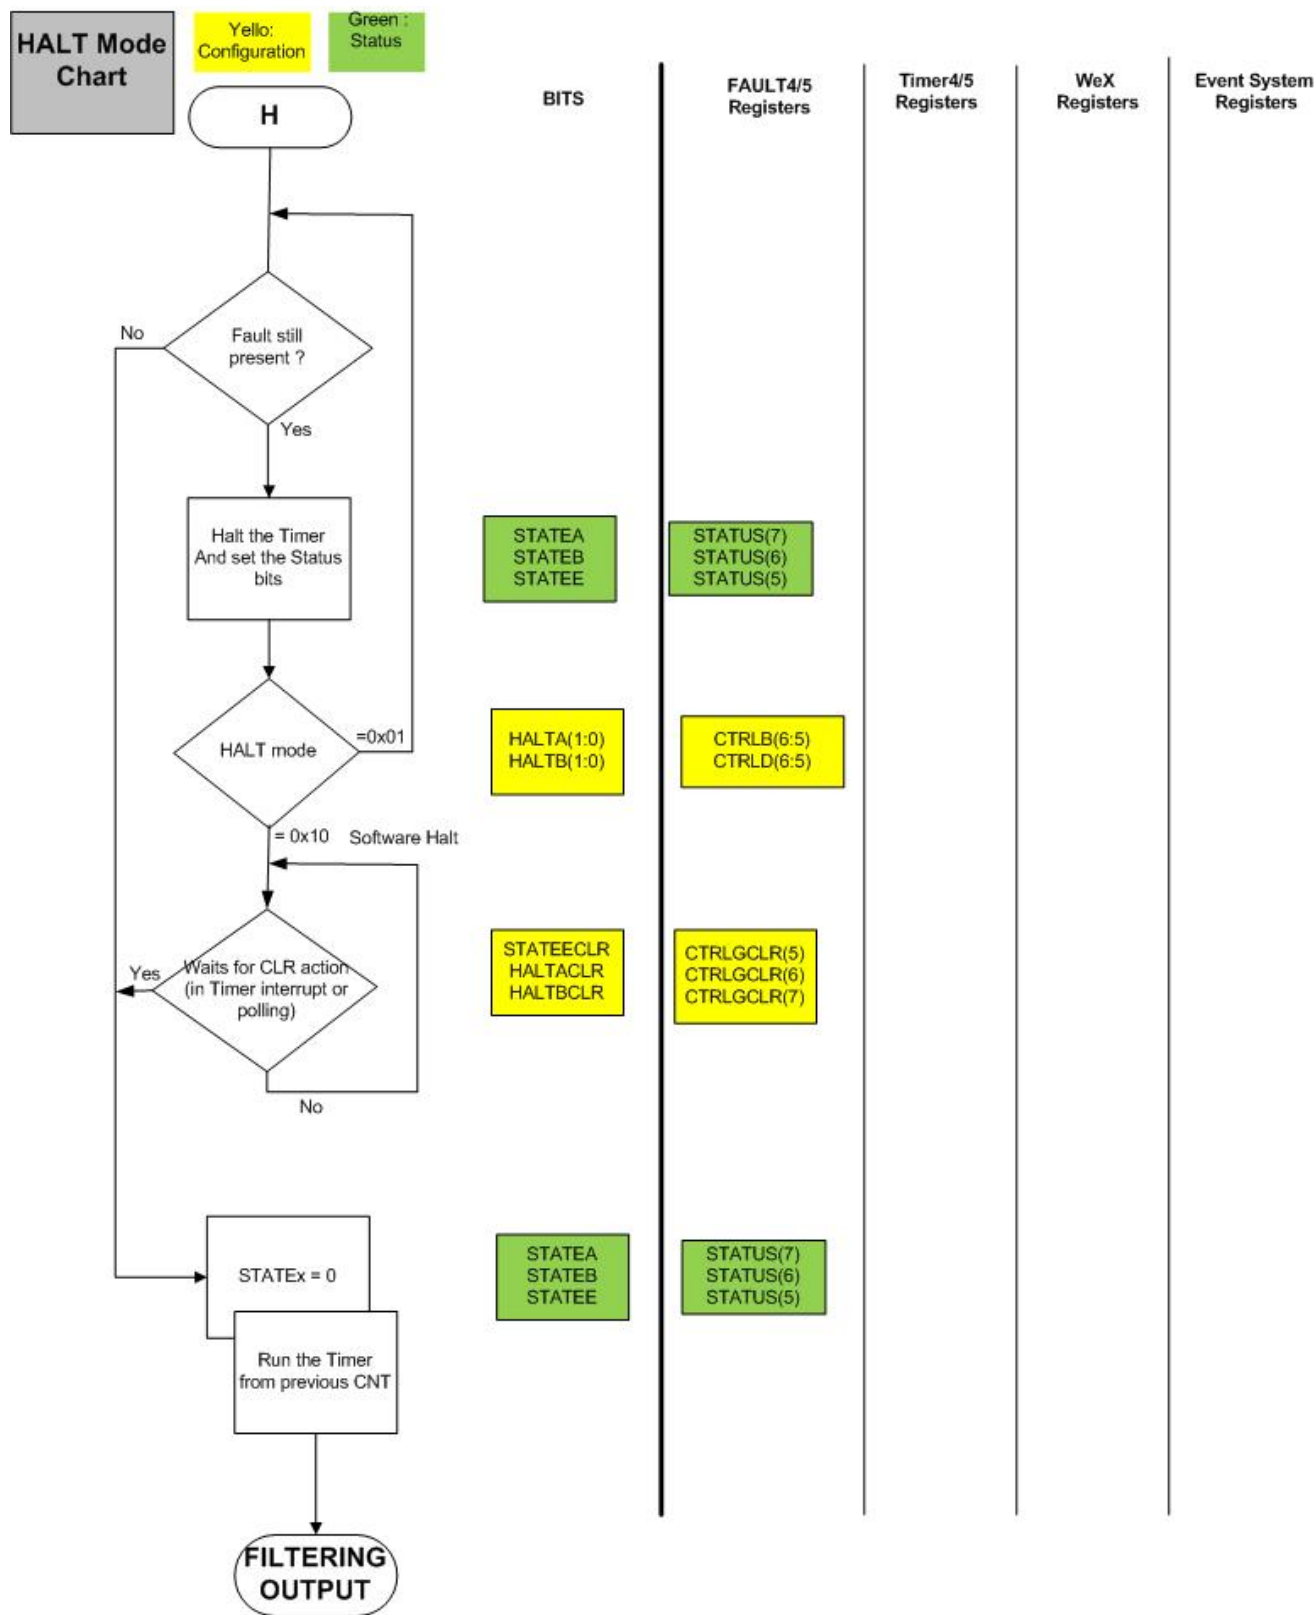 HALT Mode
Chart
Yello:
Configuration
Green :
Status
BITS
FAULT4/5
Registers
Timer4/5
Registers
WeX
Registers
Event System
Registers
H
Fault still
present ?
No
Yes
Halt the Timer
And set the Status
bits
STATEA
STATEB
STATEE
STATUS(7)
STATUS(6)
STATUS(5)
HALT mode
=0x01
HALTA(1:0)
HALTB(1:0)
CTRLB(6:5)
CTRLD(6:5)
= 0x10
Software Halt
Waits for CLR action
(in Timer interrupt or
polling)
Yes
No
STATEECLR
HALTACLR
HALTBCLR
CTRLGCLR(5)
CTRLGCLR(6)
CTRLGCLR(7)
STATEx = 0
STATEA
STATEB
STATEE
STATUS(7)
STATUS(6)
STATUS(5)
Run the Timer
from previous CNT
FILTERING
OUTPUT